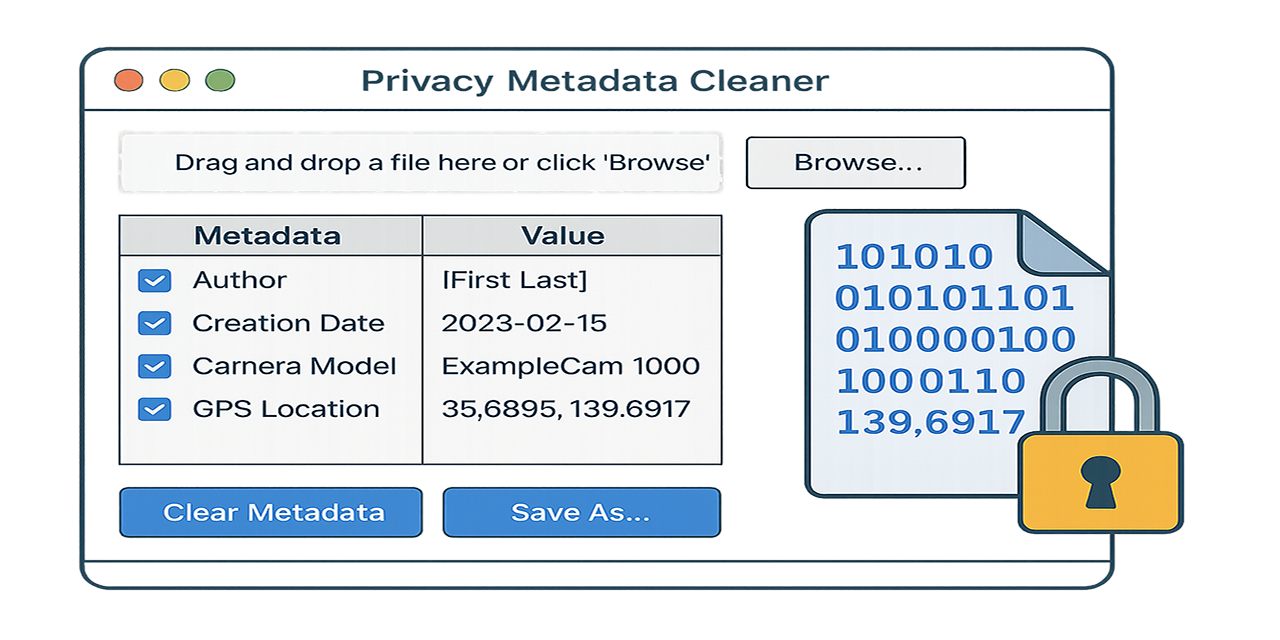 Privacy Metadata Cleaner
Drag and drop a file here or click 'Browse'
Browse...
Metadata Value
Author [First Last]
Creation Date 2023-02-15
Carnera Model ExampleCam 1000
GPS Location 35,6895, 139.6917
Clear Metadata Save As...
101010
010101101
010000100
1000110
139,6917